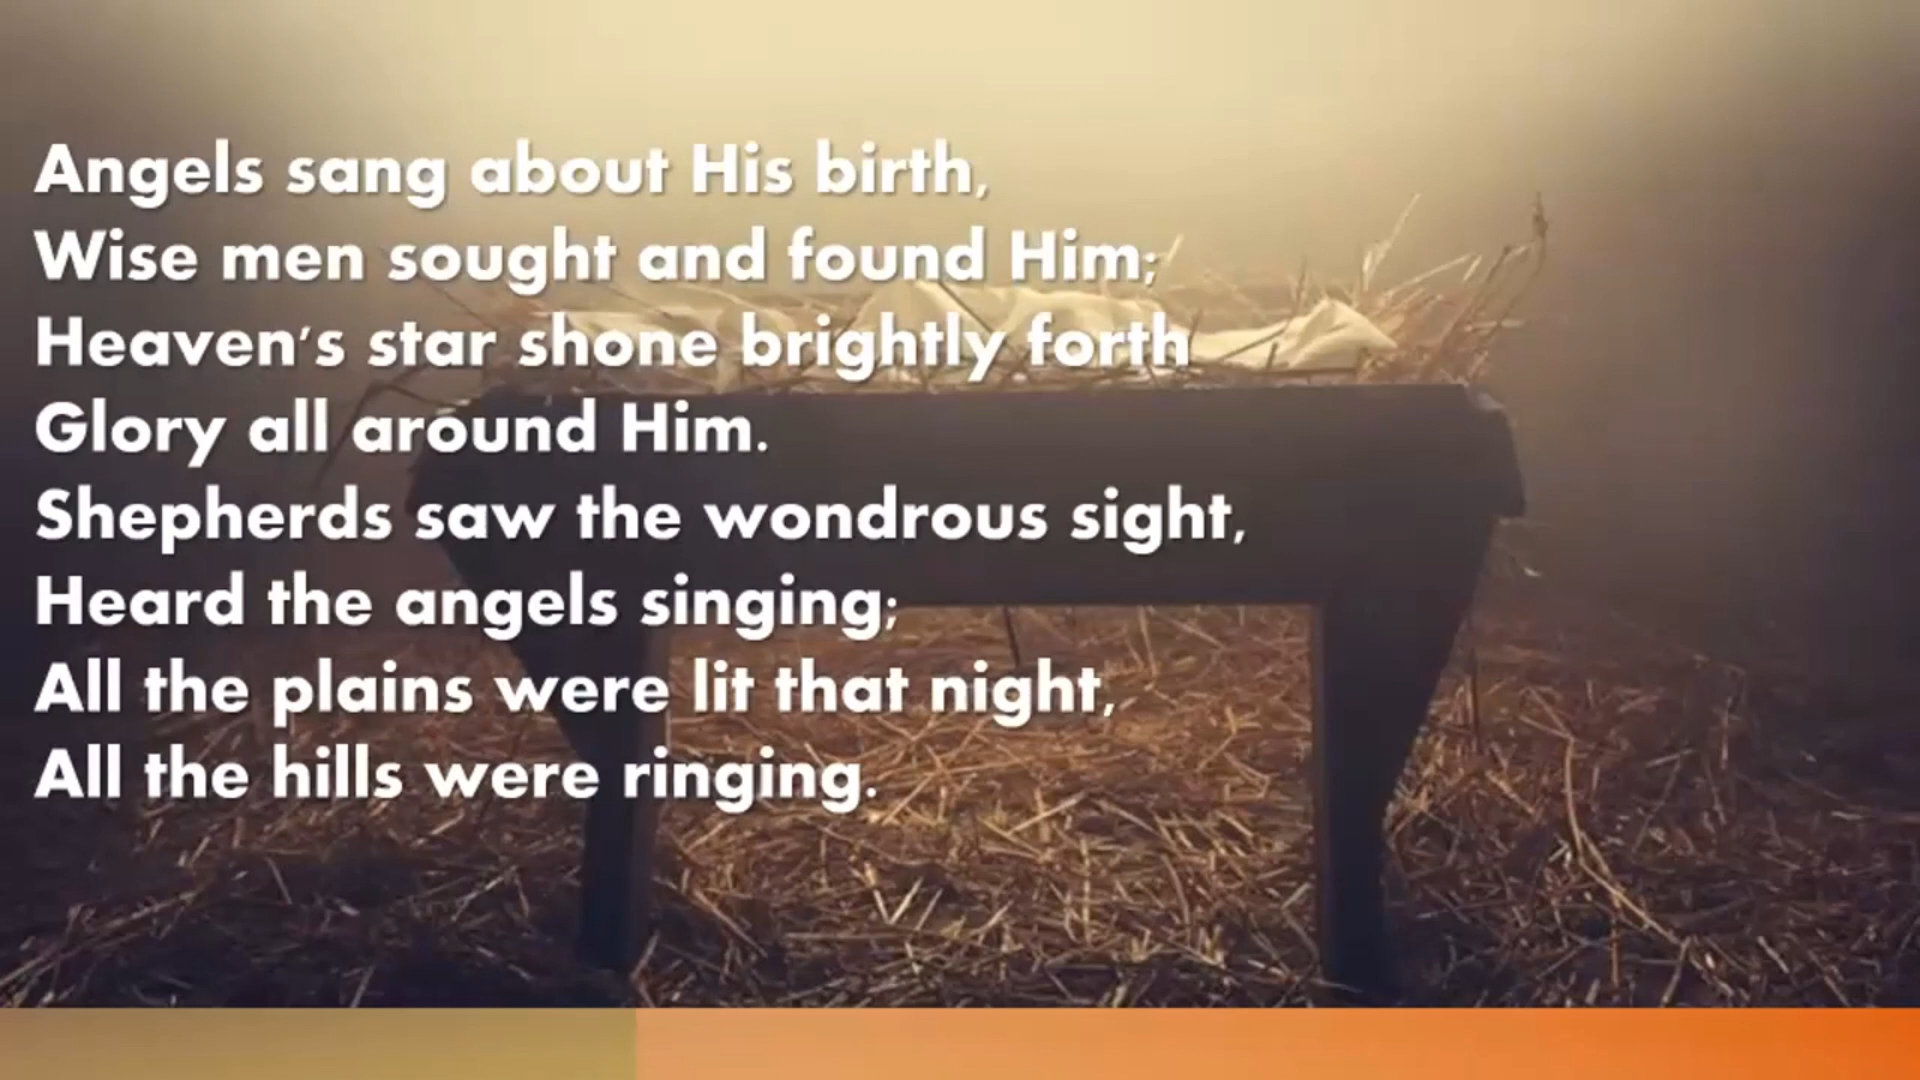 Angels sang about His birth,
Wise men sought and found Him;
Heaven's star shone brightly forth
Glory all around Him.
Shepherds saw the wondrous sight,
Heard the angels singing;
All the plains were lit that night,
All the hills were ringing.